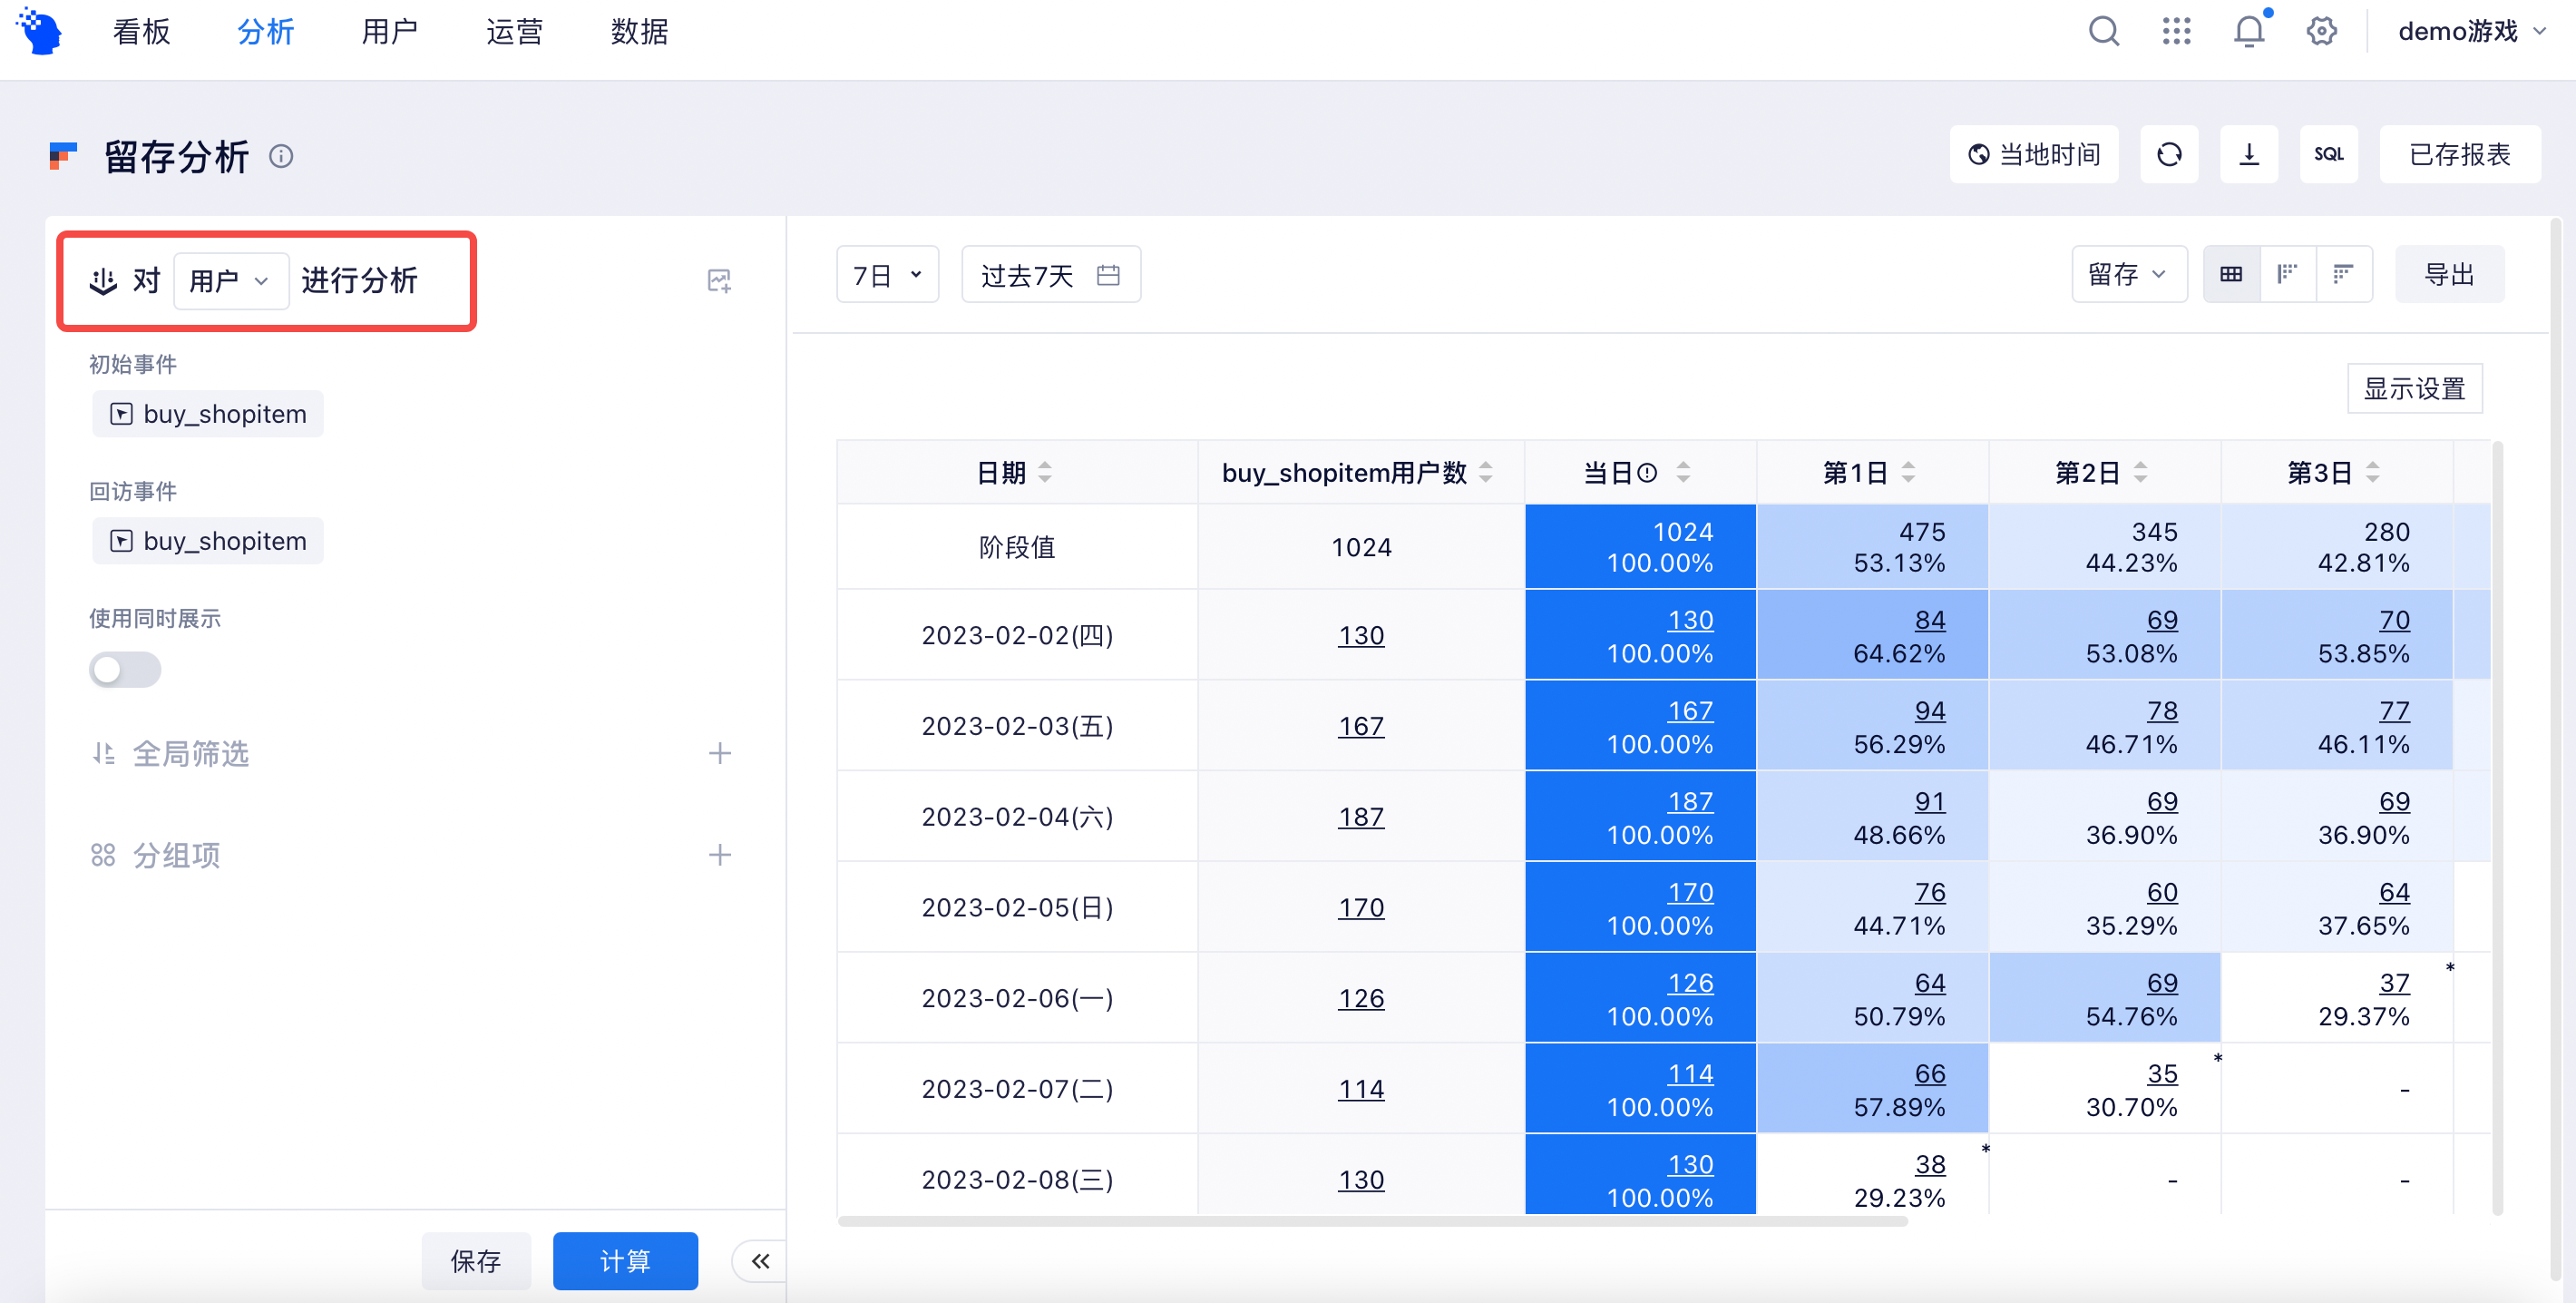 看板 分析 用户 运营 数据 demo游戏
留存分析 当地时间 SQL 已存报表
对 用户 进行分析
初始事件
buy_shopitem
回访事件
buy_shopitem
使用同时展示
全局筛选
分组项
保存 计算
7日 过去7天 留存 导出
显示设置
日期 buy_shopitem用户数 当日 第1日 第2日 第3日
阶段值 1024 1024 475 345 280
100.00% 53.13% 44.23% 42.81%
2023-02-02(四) 130 130 84 69 70
100.00% 64.62% 53.08% 53.85%
2023-02-03(五) 167 167 94 78 77
100.00% 56.29% 46.71% 46.11%
2023-02-04(六) 187 187 91 69 69
100.00% 48.66% 36.90% 36.90%
2023-02-05(日) 170 170 76 60 64
100.00% 44.71% 35.29% 37.65%
2023-02-06(一) 126 126 64 69 37 *
100.00% 50.79% 54.76% 29.37%
2023-02-07(二) 114 114 66 35 * -
100.00% 57.89% 30.70%
2023-02-08(三) 130 130 38 * - -
100.00% 29.23%